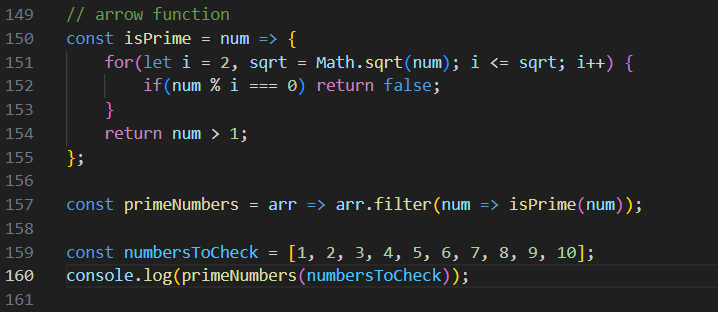 149 // arrow function
150 const isPrime = num => {
151     for(let i = 2, sqrt = Math.sqrt(num); i <= sqrt; i++) {
152         if(num % i === 0) return false;
153     }
154     return num > 1;
155 };
156
157 const primeNumbers = arr => arr.filter(num => isPrime(num));
158
159 const numbersToCheck = [1, 2, 3, 4, 5, 6, 7, 8, 9, 10];
160 console.log(primeNumbers(numbersToCheck));
161